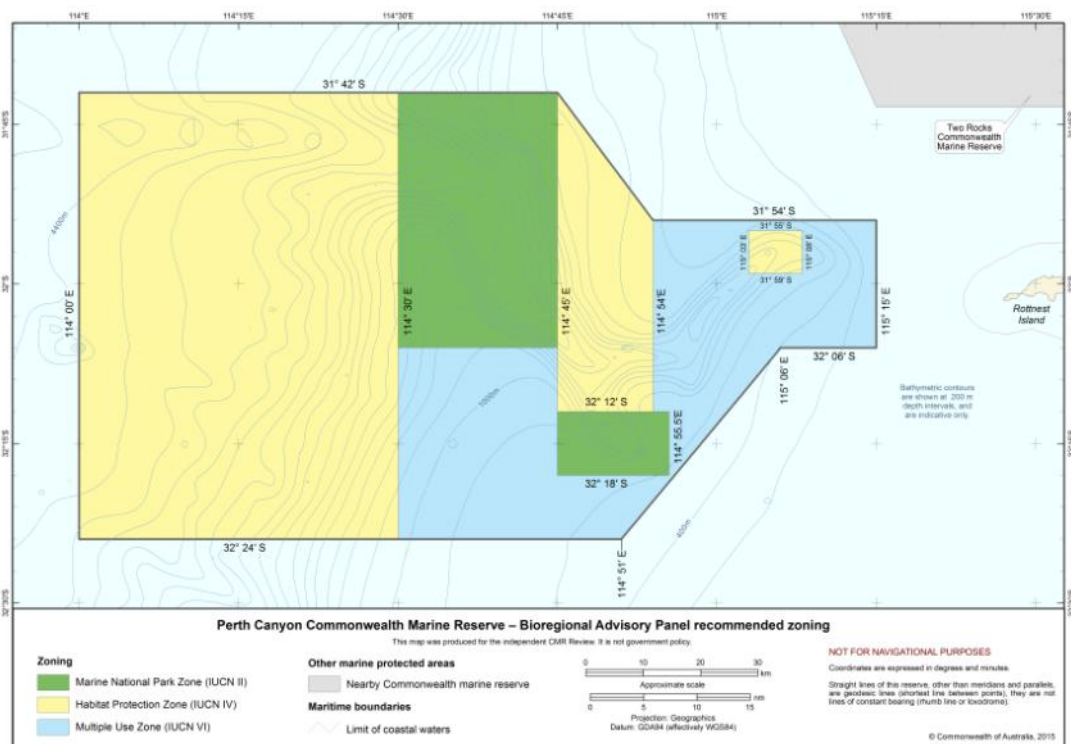 114°E 114°15'E 114°30'E 114°45'E 115°E 115°15'E 115°30'E
31° 42' S
31°45'S
31°45'S
Two Rocks
Commonwealth
Marine Reserve
4400m
31° 54' S
31° 55' S
115° 03' E
115° 08' E
31° 59' S
32°S
114° 00' E
114° 30' E
114° 45' E
114° 54'E
115° 15' E
Rottnest
Island
32° 06' S
115° 06' E
1000m
Bathymetric contours
are shown at 200 m
depth intervals, and
are indicative only.
32° 12' S
114° 55.5'E
32°15'S
32° 18' S
400m
32° 24' S
114° 51' E
32°30'S
Perth Canyon Commonwealth Marine Reserve – Bioregional Advisory Panel recommended zoning
This map was produced for the independent CMR Review. It is not government policy.
Zoning
Marine National Park Zone (IUCN II)
Habitat Protection Zone (IUCN IV)
Multiple Use Zone (IUCN VI)
Other marine protected areas
Nearby Commonwealth marine reserve
Maritime boundaries
Limit of coastal waters
0 10 20 30
km
Approximate scale
nm
0 5 10 15
Projection: Geographics
Datum: GDA94 (effectively WGS84)
NOT FOR NAVIGATIONAL PURPOSES
Coordinates are expressed in degrees and minutes.
Straight lines of this reserve, other than meridians and parallels,
are geodesic lines (shortest line between points), they are not
lines of constant bearing (rhumb line or loxodrome).
© Commonwealth of Australia, 2015